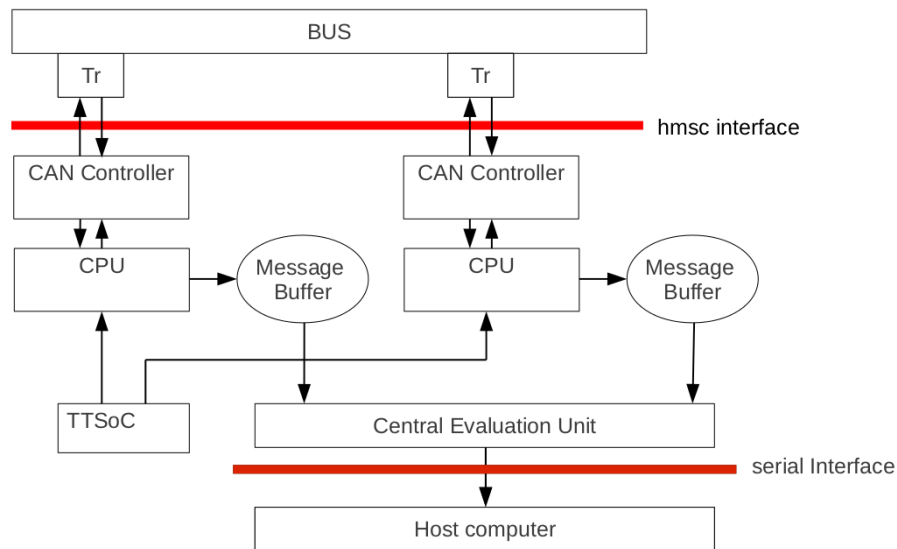 BUS
Tr
Tr
hmsc interface
CAN Controller
CAN Controller
CPU
Message
Buffer
CPU
Message
Buffer
TTSoC
Central Evaluation Unit
serial Interface
Host computer